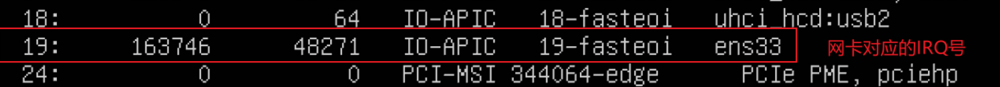 18: 0 64 IO-APIC 18-fasteoi uhci_hcd:usb2
19: 163746 48271 IO-APIC 19-fasteoi ens33 网卡对应的IRQ号
24: 0 0 PCI-MSI 344064-edge PCIe PME, pciehp